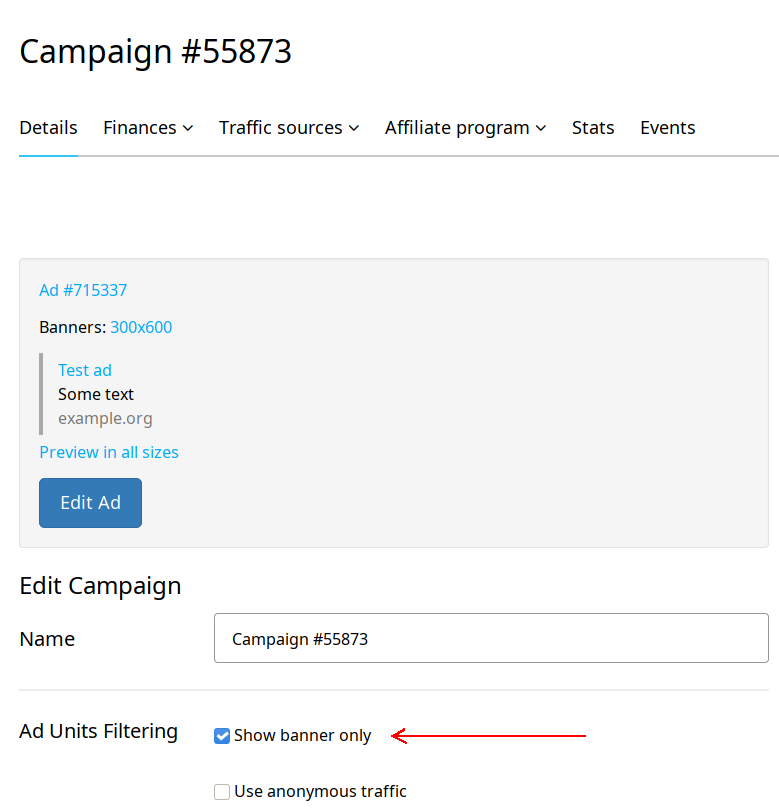 Campaign #55873
Details Finances Traffic sources Affiliate program Stats Events
Ad #715337
Banners: 300x600
Test ad
Some text
example.org
Preview in all sizes
Edit Ad
Edit Campaign
Name Campaign #55873
Ad Units Filtering Show banner only
Use anonymous traffic